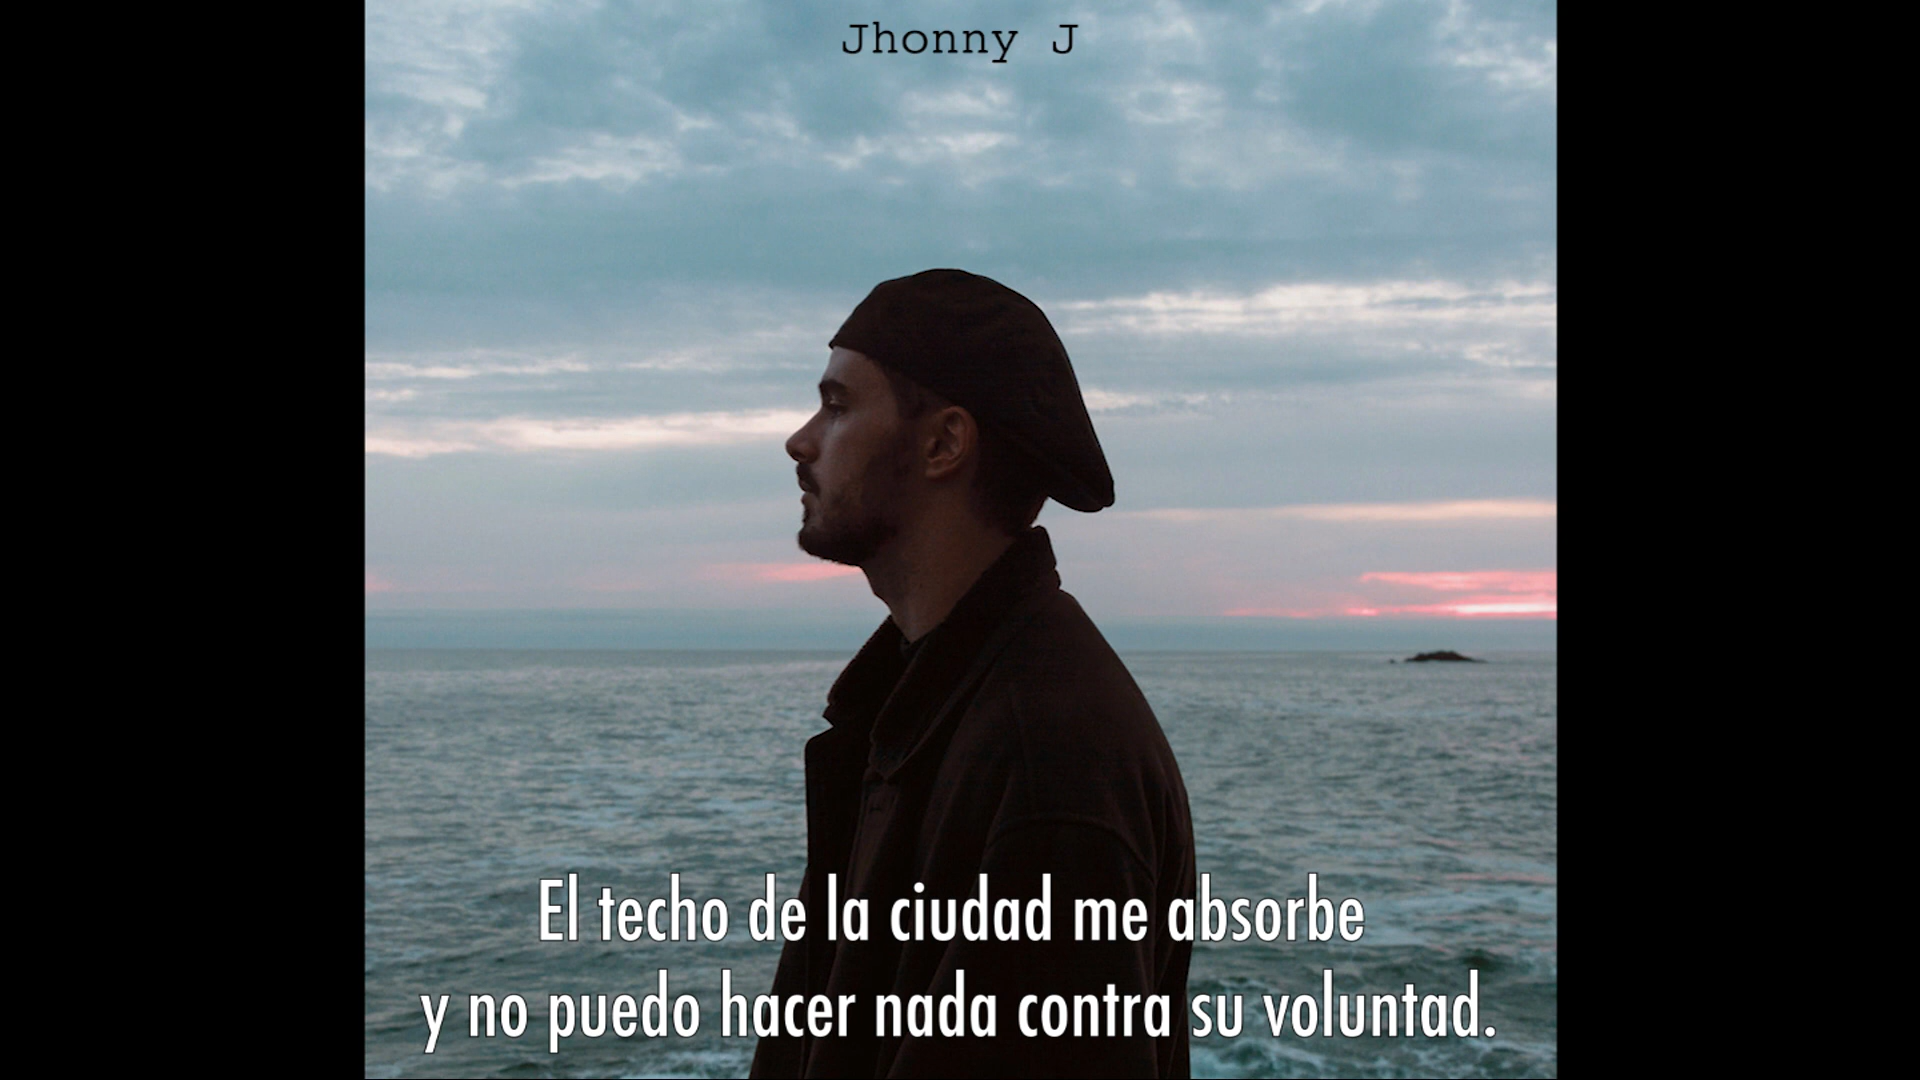 Jhonny J
El techo de la ciudad me absorbe
y no puedo hacer nada contra su voluntad.